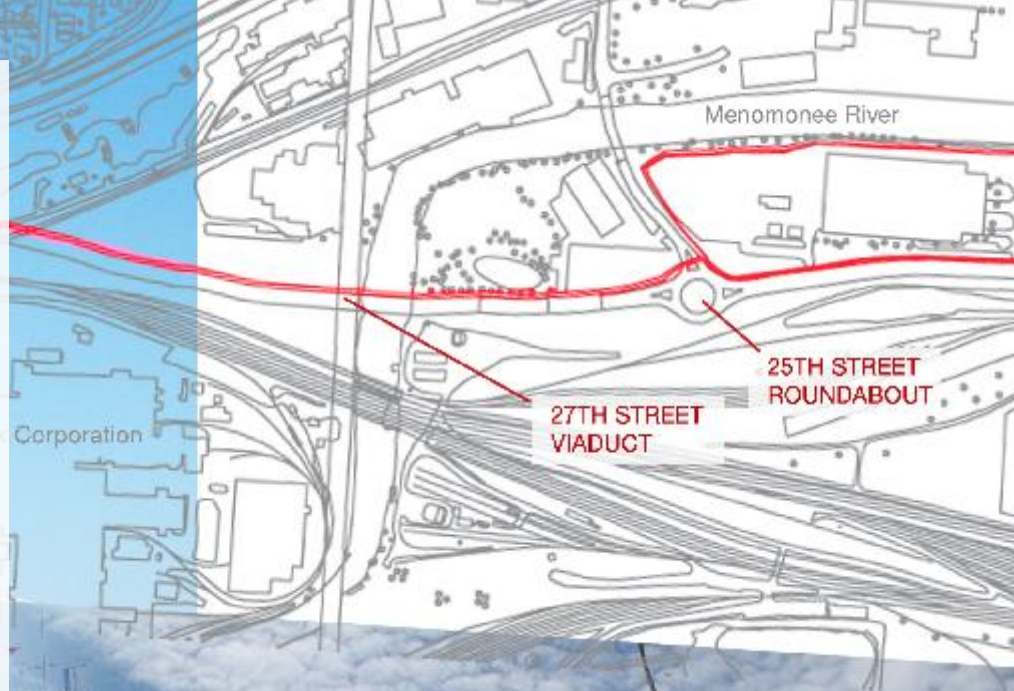 Menomonee River
25TH STREET
ROUNDABOUT
27TH STREET
VIADUCT
Corporation